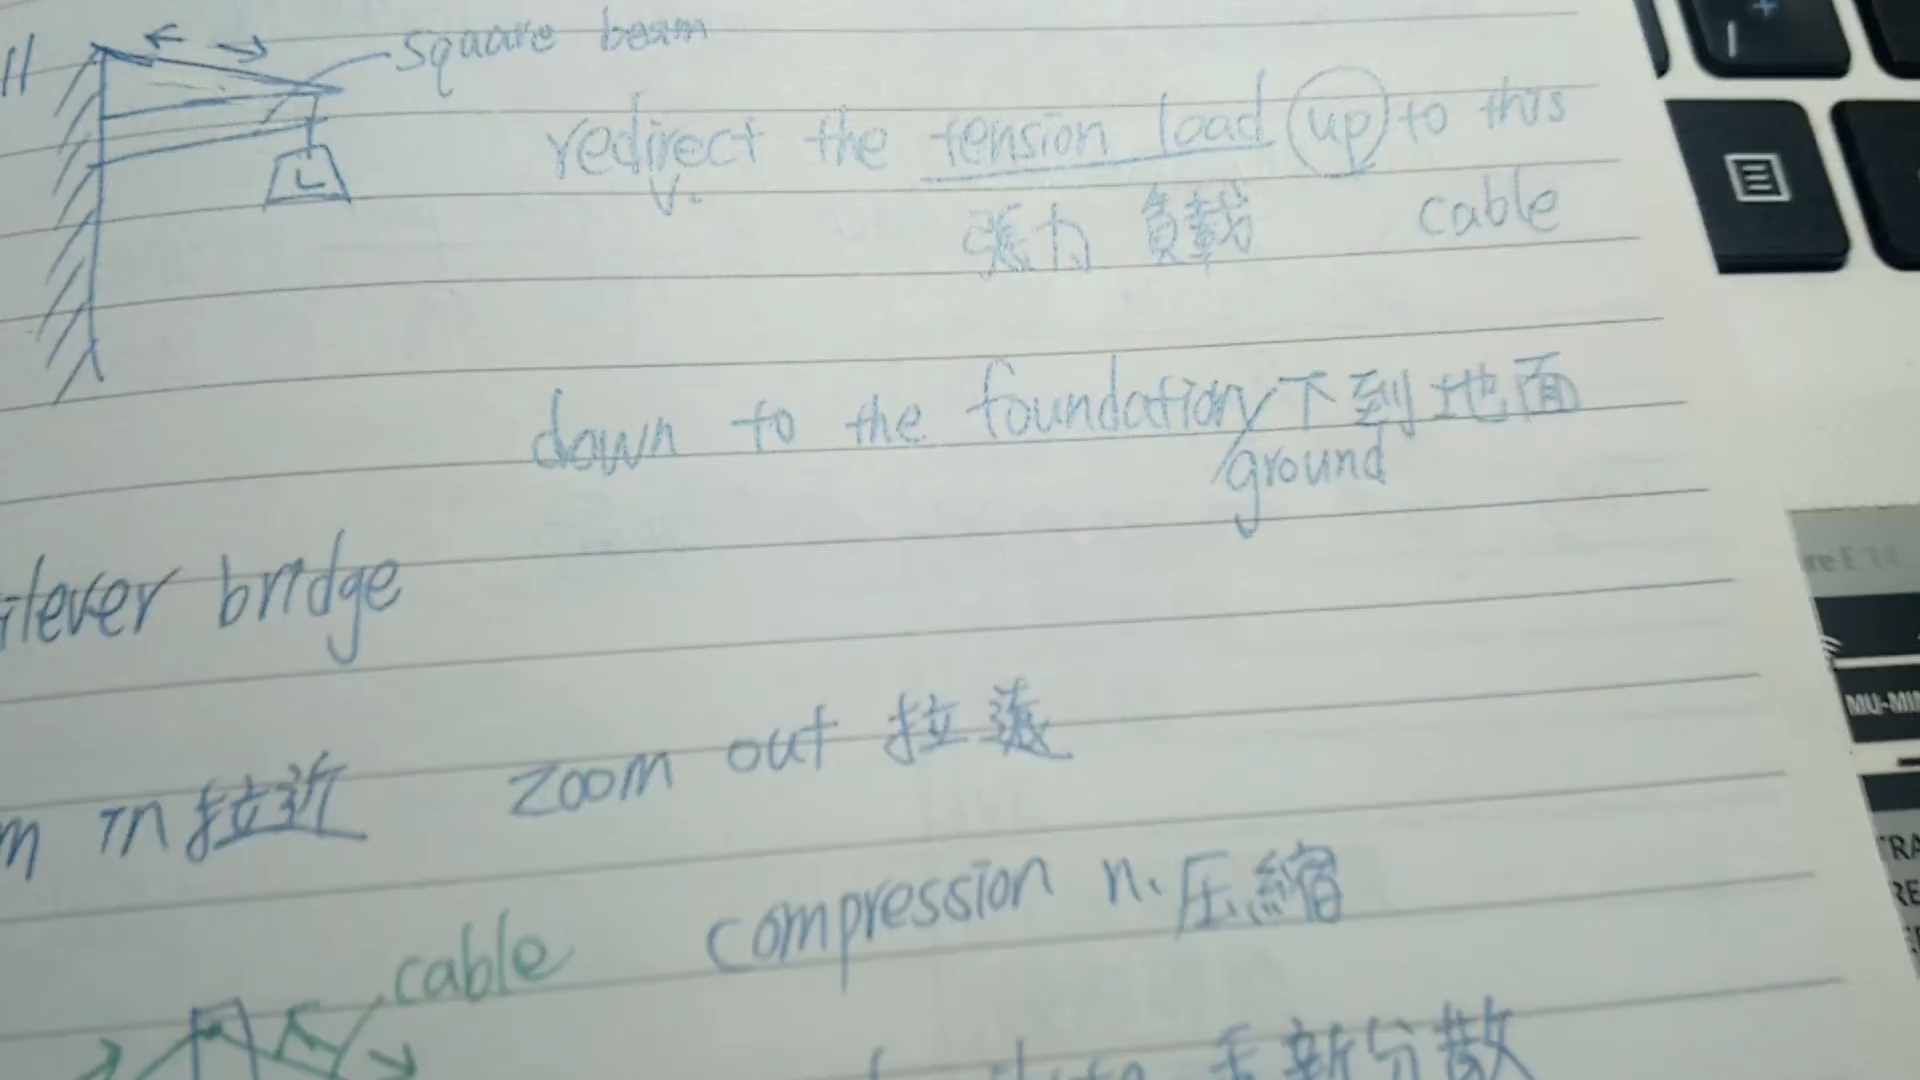 square beam
L
redirect the tension load up to this
v.
張力 負載 cable
down to the foundation/下到地面
ground
bridge
in 拉近 zoom out 拉遠
compression n. 压縮
cable
重新分散
MU-MIN